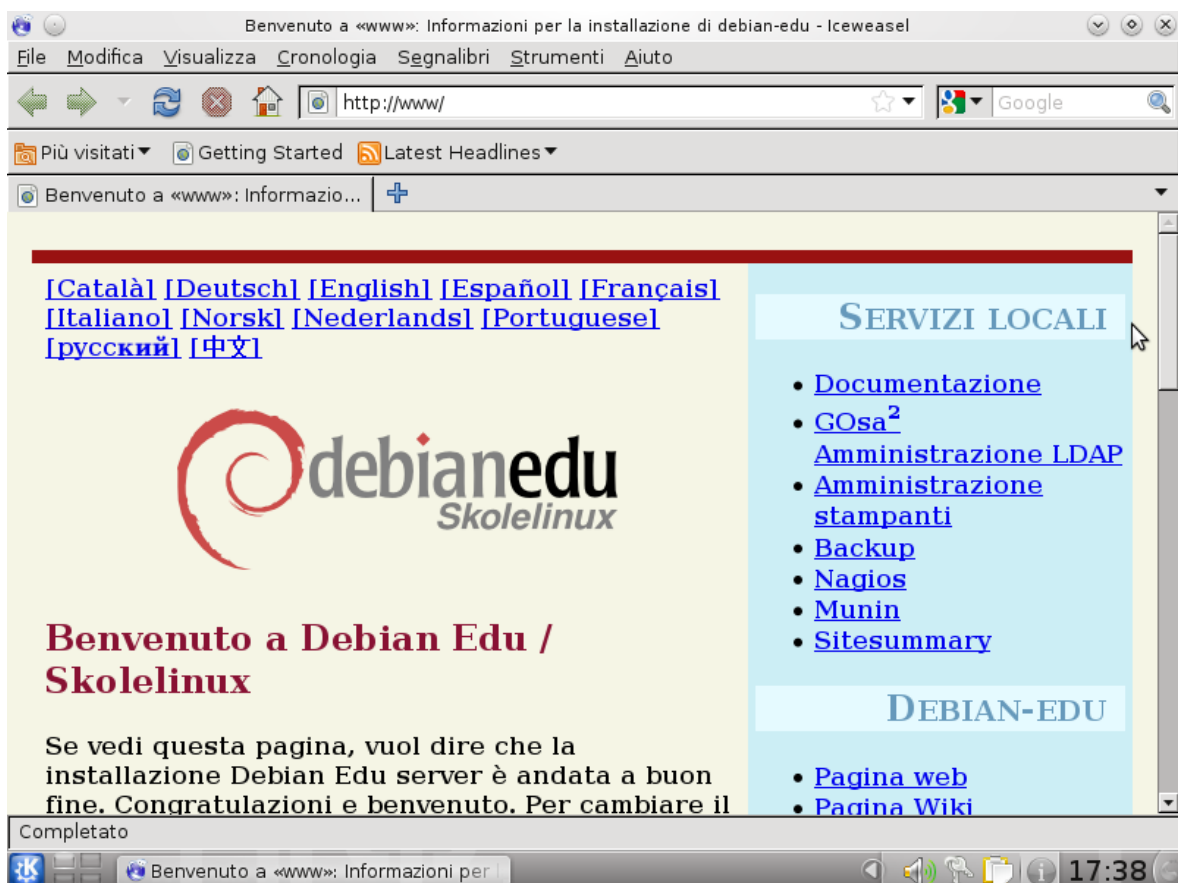 Benvenuto a «www»: Informazioni per la installazione di debian-edu - Iceweasel
File Modifica Visualizza Cronologia Segnalibri Strumenti Aiuto
http://www/
Google
Più visitati
Getting Started
Latest Headlines
Benvenuto a «www»: Informazio...
[Català] [Deutsch] [English] [Español] [Français]
[Italiano] [Norsk] [Nederlands] [Portuguese]
[русский] [中文]
debianedu
Skolelinux
Benvenuto a Debian Edu /
Skolelinux
Se vedi questa pagina, vuol dire che la
installazione Debian Edu server è andata a buon
fine. Congratulazioni e benvenuto. Per cambiare il
Servizi locali
Documentazione
GOsa²
Amministrazione LDAP
Amministrazione
stampanti
Backup
Nagios
Munin
Sitesummary
Debian-edu
Pagina web
Pagina Wiki
Completato
Benvenuto a «www»: Informazioni per
17:38